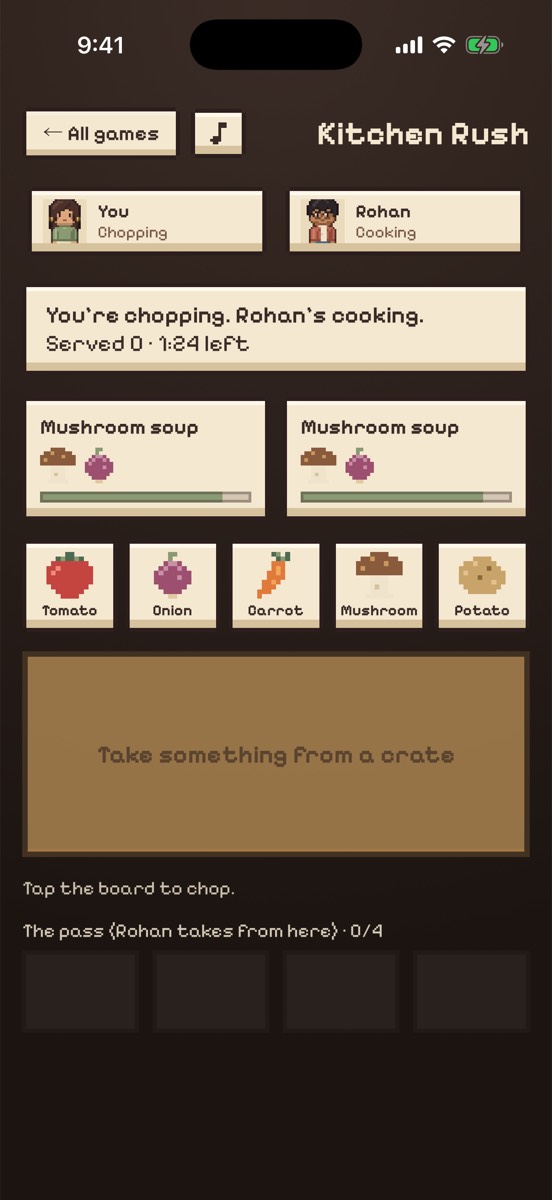 9:41
← All games
Kitchen Rush
You
Chopping
Rohan
Cooking
You're chopping. Rohan's cooking.
Served 0 · 1:24 left
Mushroom soup
Mushroom soup
Tomato
Onion
Carrot
Mushroom
Potato
Take something from a crate
Tap the board to chop.
The pass (Rohan takes from here) · 0/4